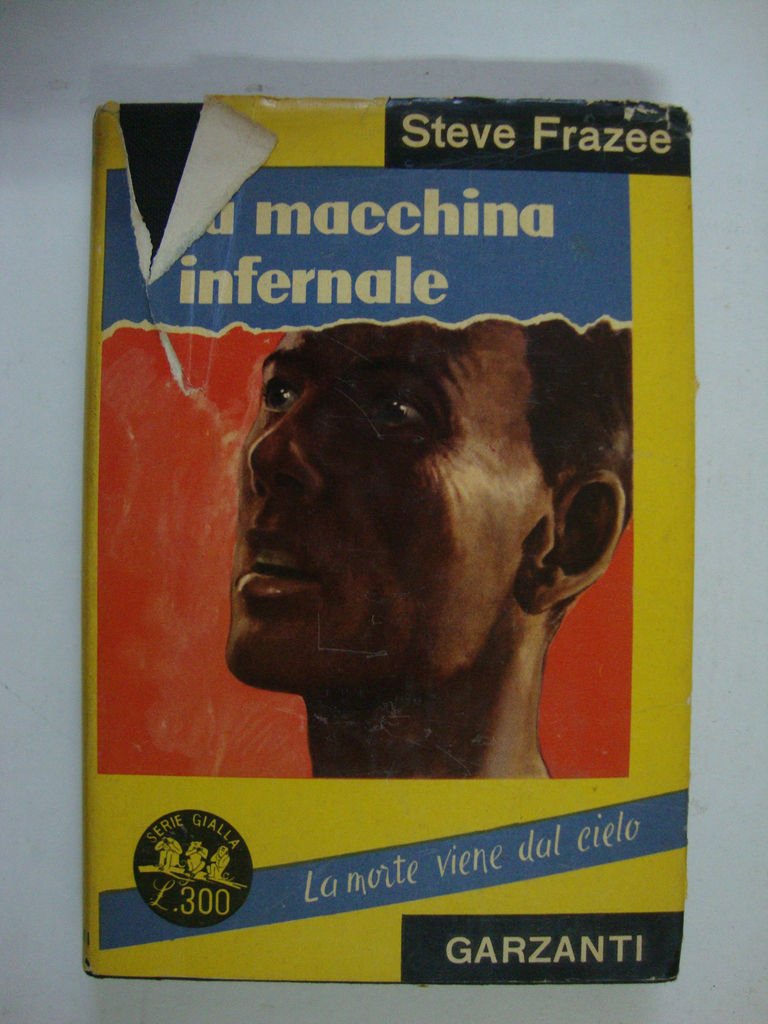 Steve Frazee
a macchina
infernale
SERIE GIALLA
L.300
La morte viene dal cielo
GARZANTI